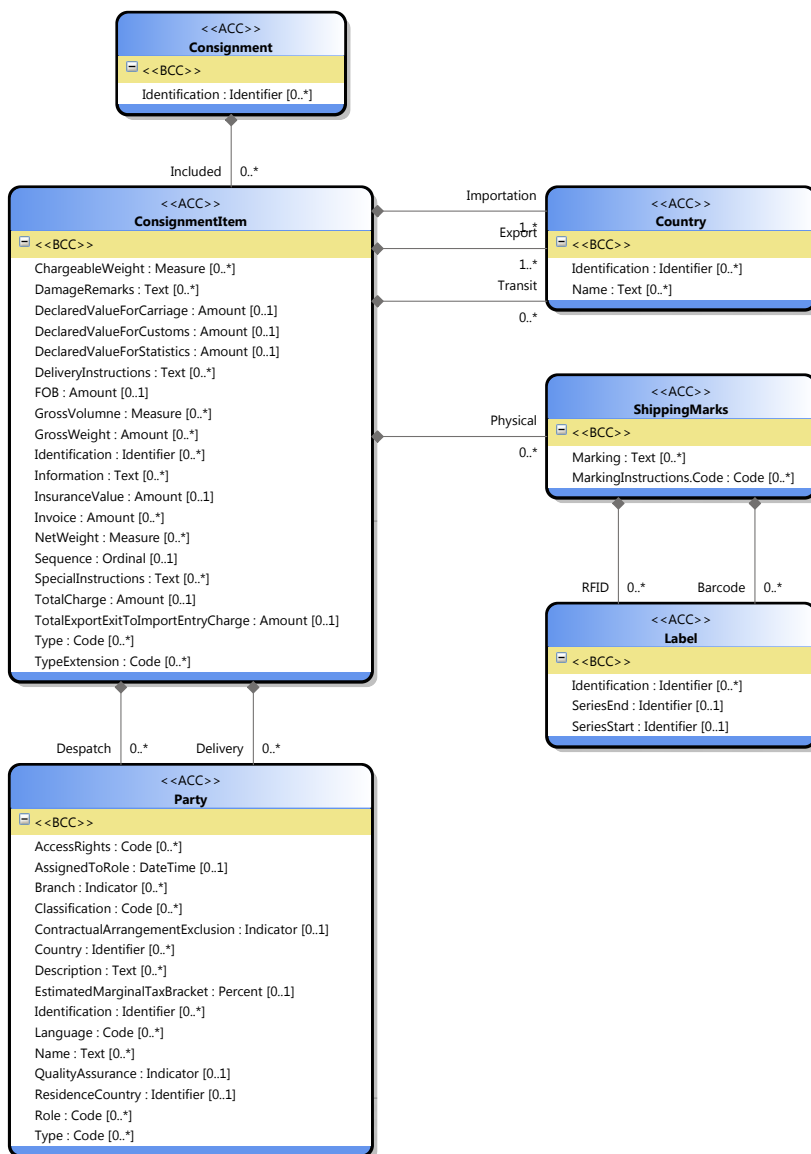 <<ACC>>
Consignment
<<BCC>>
Identification : Identifier [0..*]
Included 0..*
<<ACC>>
ConsignmentItem
<<BCC>>
ChargeableWeight : Measure [0..*]
DamageRemarks : Text [0..*]
DeclaredValueForCarriage : Amount [0..1]
DeclaredValueForCustoms : Amount [0..1]
DeclaredValueForStatistics : Amount [0..1]
DeliveryInstructions : Text [0..*]
FOB : Amount [0..1]
GrossVolumne : Measure [0..*]
GrossWeight : Amount [0..*]
Identification : Identifier [0..*]
Information : Text [0..*]
InsuranceValue : Amount [0..1]
Invoice : Amount [0..*]
NetWeight : Measure [0..*]
Sequence : Ordinal [0..1]
SpecialInstructions : Text [0..*]
TotalCharge : Amount [0..1]
TotalExportExitToImportEntryCharge : Amount [0..1]
Type : Code [0..*]
TypeExtension : Code [0..*]
Importation
1..*
Export
1..*
Transit
0..*
<<ACC>>
Country
<<BCC>>
Identification : Identifier [0..*]
Name : Text [0..*]
Physical
0..*
<<ACC>>
ShippingMarks
<<BCC>>
Marking : Text [0..*]
MarkingInstructions.Code : Code [0..*]
RFID 0..* Barcode 0..*
<<ACC>>
Label
<<BCC>>
Identification : Identifier [0..*]
SeriesEnd : Identifier [0..1]
SeriesStart : Identifier [0..1]
Despatch 0..* Delivery 0..*
<<ACC>>
Party
<<BCC>>
AccessRights : Code [0..*]
AssignedToRole : DateTime [0..1]
Branch : Indicator [0..*]
Classification : Code [0..*]
ContractualArrangementExclusion : Indicator [0..1]
Country : Identifier [0..*]
Description : Text [0..*]
EstimatedMarginalTaxBracket : Percent [0..1]
Identification : Identifier [0..*]
Language : Code [0..*]
Name : Text [0..*]
QualityAssurance : Indicator [0..1]
ResidenceCountry : Identifier [0..1]
Role : Code [0..*]
Type : Code [0..*]